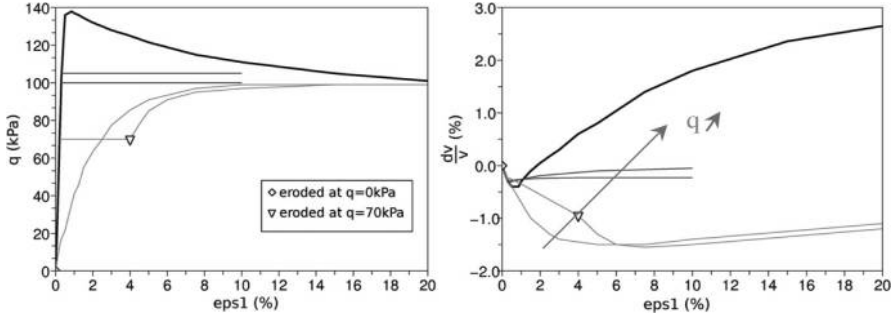 140
120
100
80
60
40
20
0
q (kPa)
0 2 4 6 8 10 12 14 16 18 20
eps1 (%)
eroded at q=0kPa
eroded at q=70kPa
3.0
2.0
1.0
0.0
-1.0
-2.0
dv
v (%)
q
0 2 4 6 8 10 12 14 16 18 20
eps1 (%)